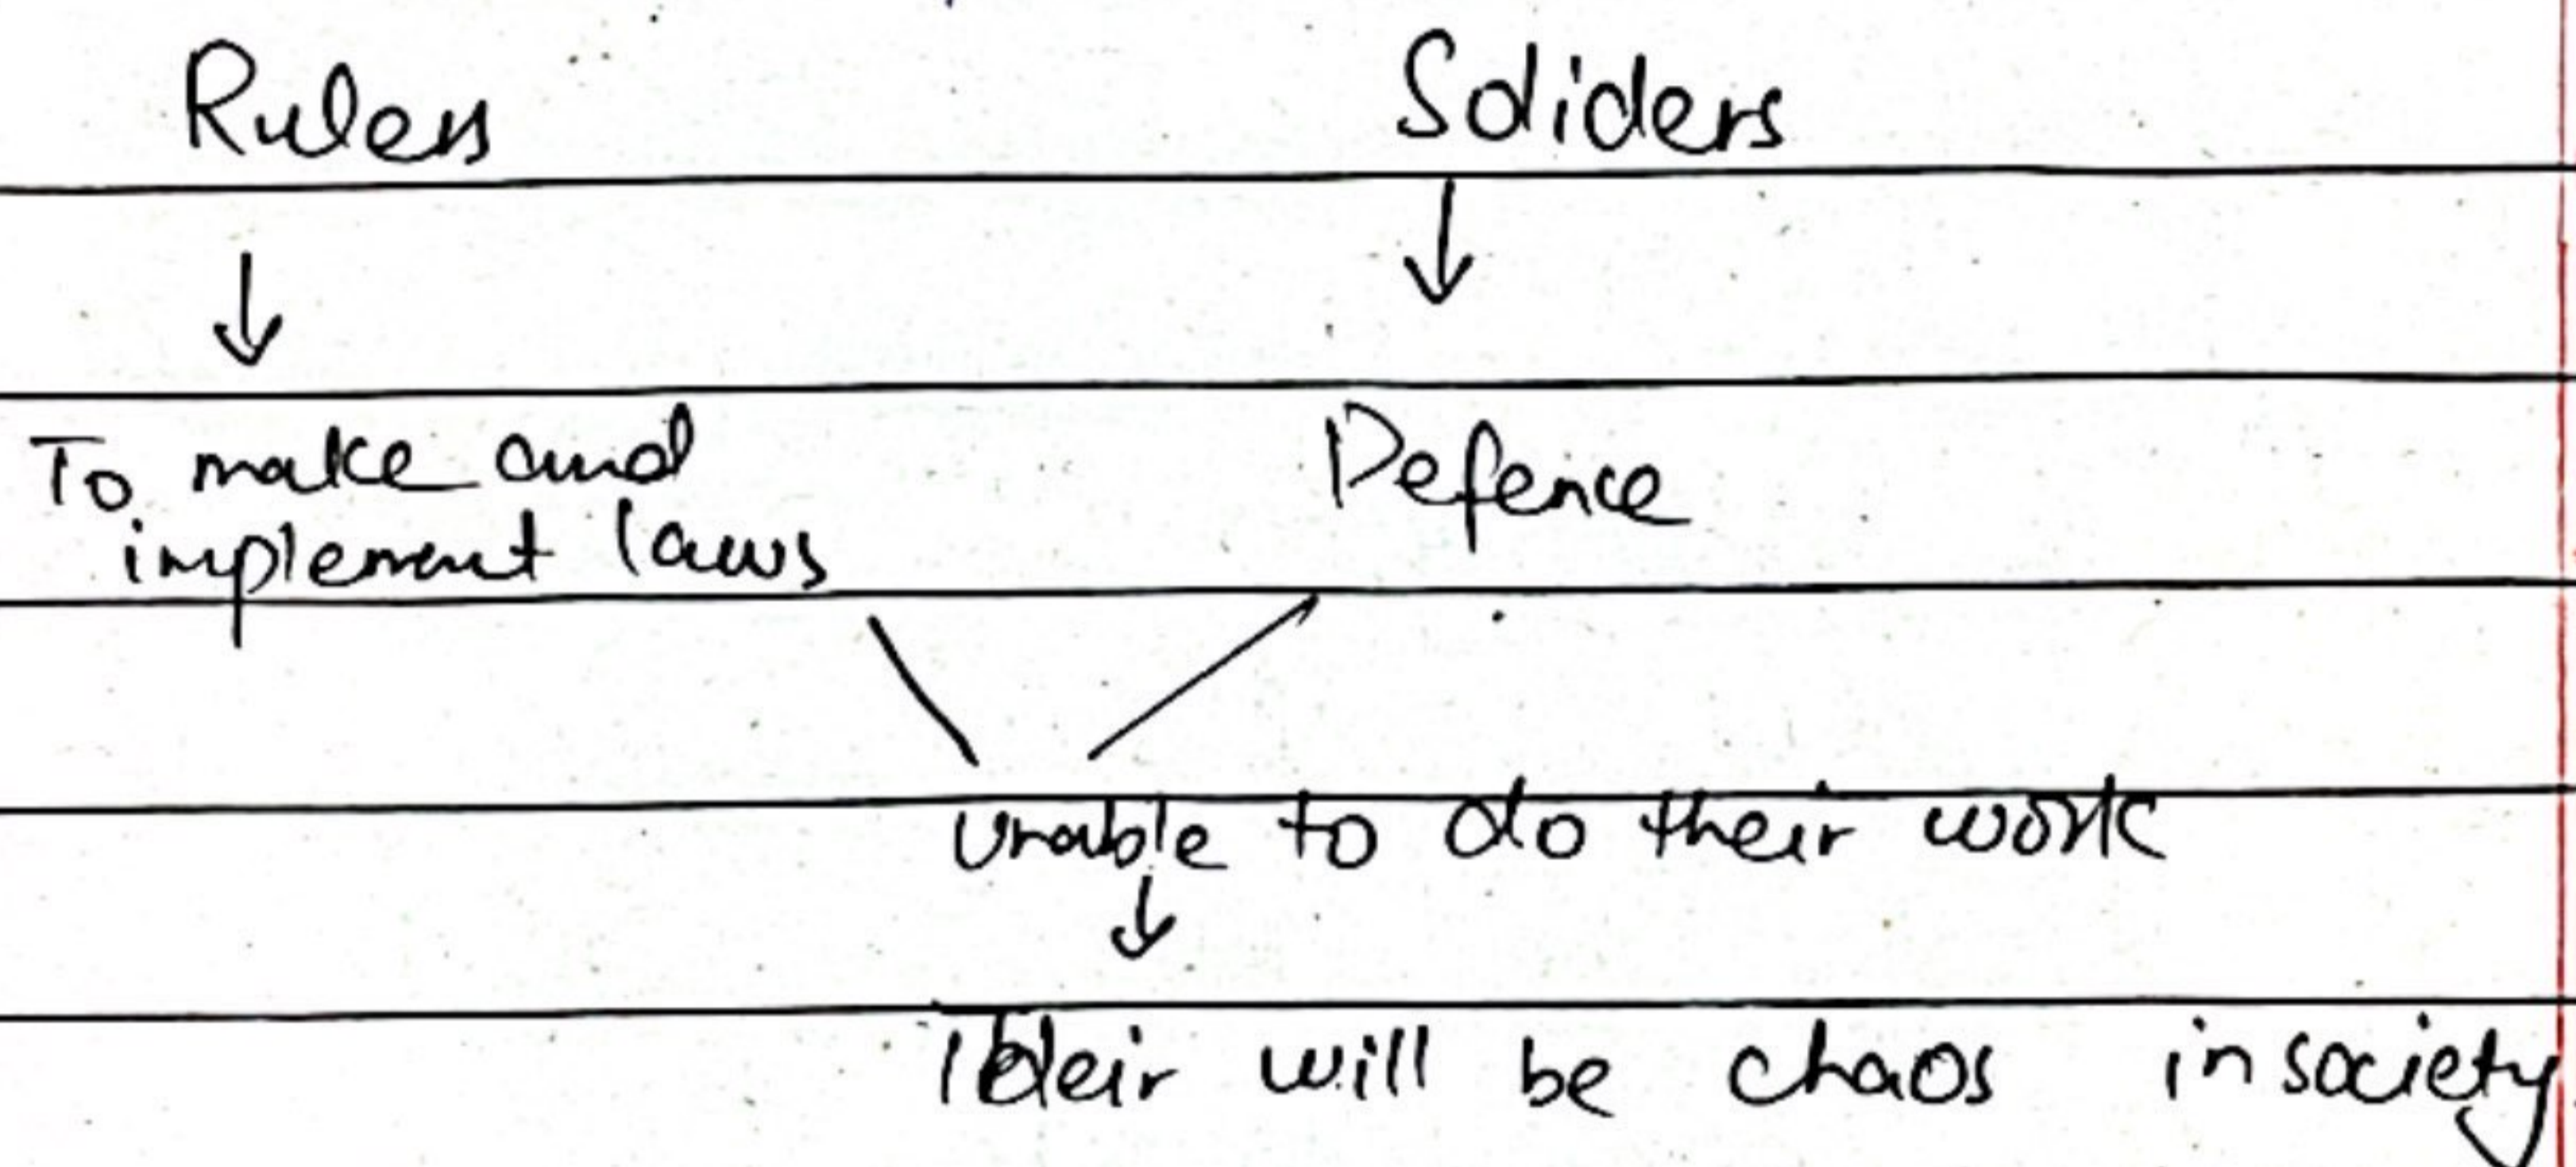 Rulers Soliders
↓ ↓
To make and Defence
implement laws
unable to do their work
↓
Their will be chaos in society